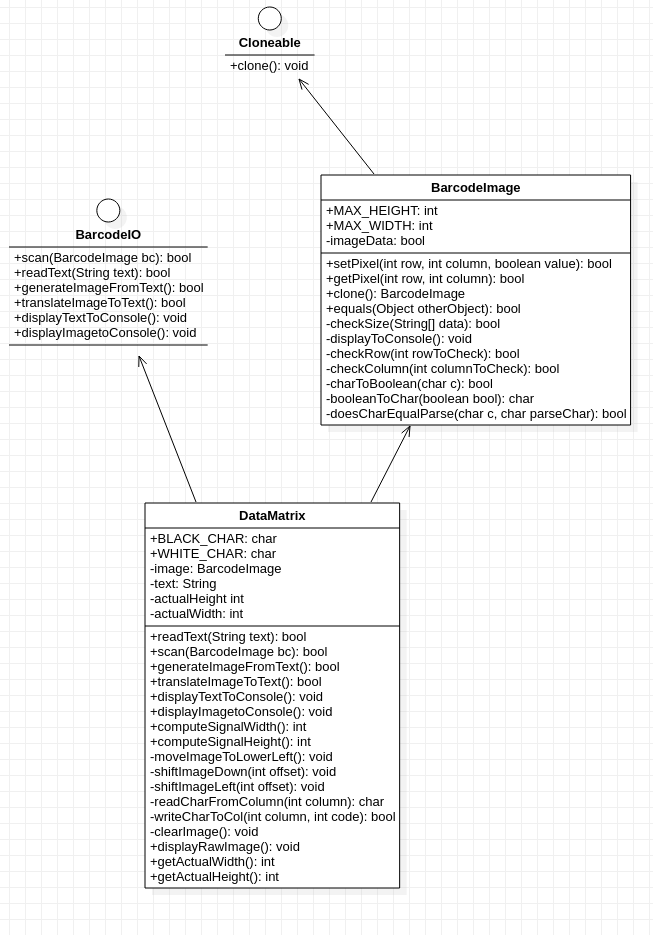 Cloneable
+clone(): void
BarcodeImage
+MAX_HEIGHT: int
+MAX_WIDTH: int
-imageData: bool
+setPixel(int row, int column, boolean value): bool
+getPixel(int row, int column): bool
+clone(): BarcodeImage
+equals(Object otherObject): bool
-checkSize(String[] data): bool
-displayToConsole(): void
-checkRow(int rowToCheck): bool
-checkColumn(int columnToCheck): bool
-charToBoolean(char c): bool
-booleanToChar(boolean bool): char
-doesCharEqualParse(char c, char parseChar): bool
BarcodeIO
+scan(BarcodeImage bc): bool
+readText(String text): bool
+generateImageFromText(): bool
+translateImageToText(): bool
+displayTextToConsole(): void
+displayImagetoConsole(): void
DataMatrix
+BLACK_CHAR: char
+WHITE_CHAR: char
-image: BarcodeImage
-text: String
-actualHeight int
-actualWidth: int
+readText(String text): bool
+scan(BarcodeImage bc): bool
+generateImageFromText(): bool
+translateImageToText(): bool
+displayTextToConsole(): void
+displayImagetoConsole(): void
+computeSignalWidth(): int
+computeSignalHeight(): int
-moveImageToLowerLeft(): void
-shiftImageDown(int offset): void
-shiftImageLeft(int offset): void
-readCharFromColumn(int column): char
-writeCharToCol(int column, int code): bool
-clearImage(): void
+displayRawImage(): void
+getActualWidth(): int
+getActualHeight(): int